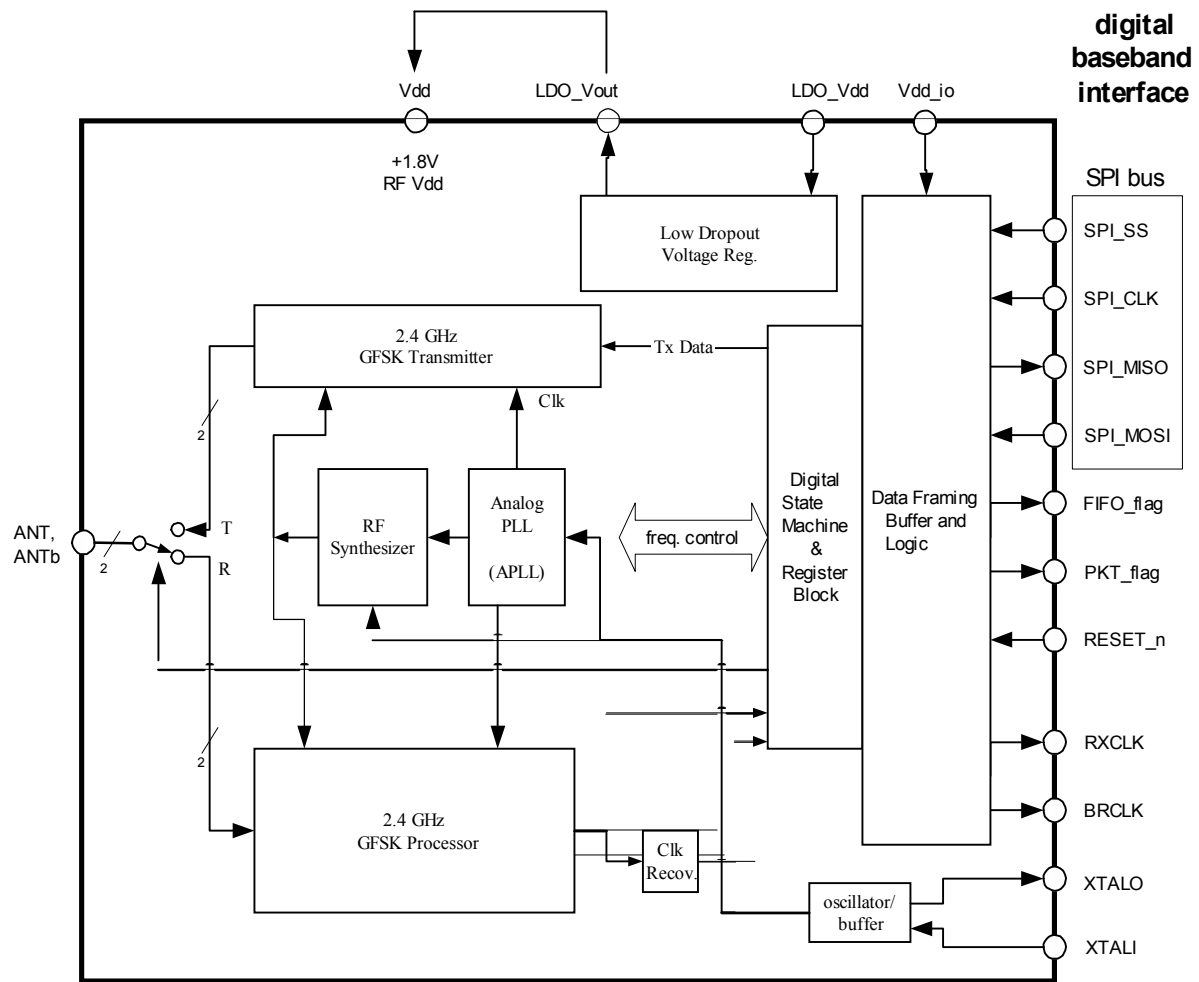 digital
baseband
interface
Vdd
LDO_Vout
LDO_Vdd
Vdd_io
+1.8V
RF Vdd
SPI bus
Low Dropout
Voltage Reg.
SPI_SS
SPI_CLK
2.4 GHz
GFSK Transmitter
Tx Data
SPI_MISO
Clk
2
SPI_MOSI
Digital
State
Machine
&
Register
Block
Data Framing
Buffer and
Logic
Analog
PLL
(APLL)
RF
Synthesizer
freq. control
FIFO_flag
ANT,
ANTb
2
T
R
PKT_flag
RESET_n
RXCLK
2
2.4 GHz
GFSK Processor
BRCLK
Clk
Recov.
XTALO
oscillator/
buffer
XTALI